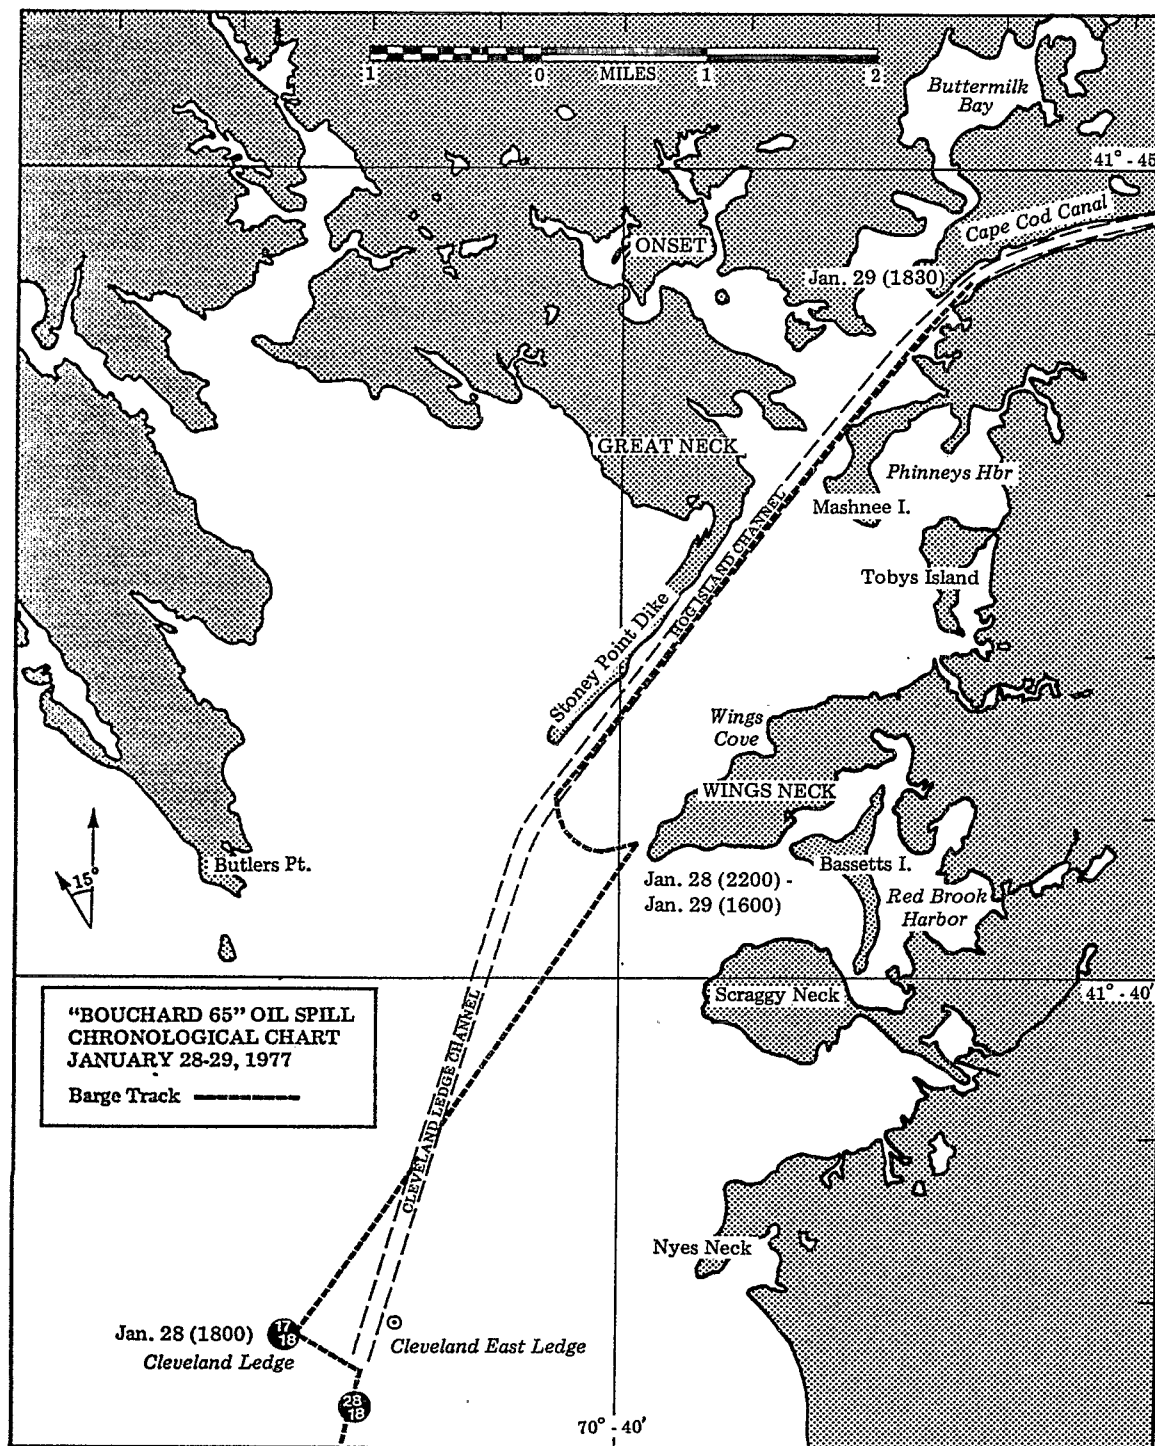 1 0 MILES 1 2
Buttermilk
Bay
41° - 45
Cape Cod Canal
ONSET
Jan. 29 (1830)
GREAT NECK
Phinneys Hbr
Mashnee I.
HOG ISLAND CHANNEL
Tobys Island
Stoney Point Dike
Wings
Cove
WINGS NECK
Butlers Pt.
Bassetts I.
15°
Jan. 28 (2200) -
Jan. 29 (1600)
Red Brook
Harbor
Scraggy Neck
41° - 40'
"BOUCHARD 65" OIL SPILL
CHRONOLOGICAL CHART
JANUARY 28-29, 1977
Barge Track
CLEVELAND LEDGE CHANNEL
Nyes Neck
Jan. 28 (1800)
17
18
Cleveland Ledge
Cleveland East Ledge
28
18
70° - 40'